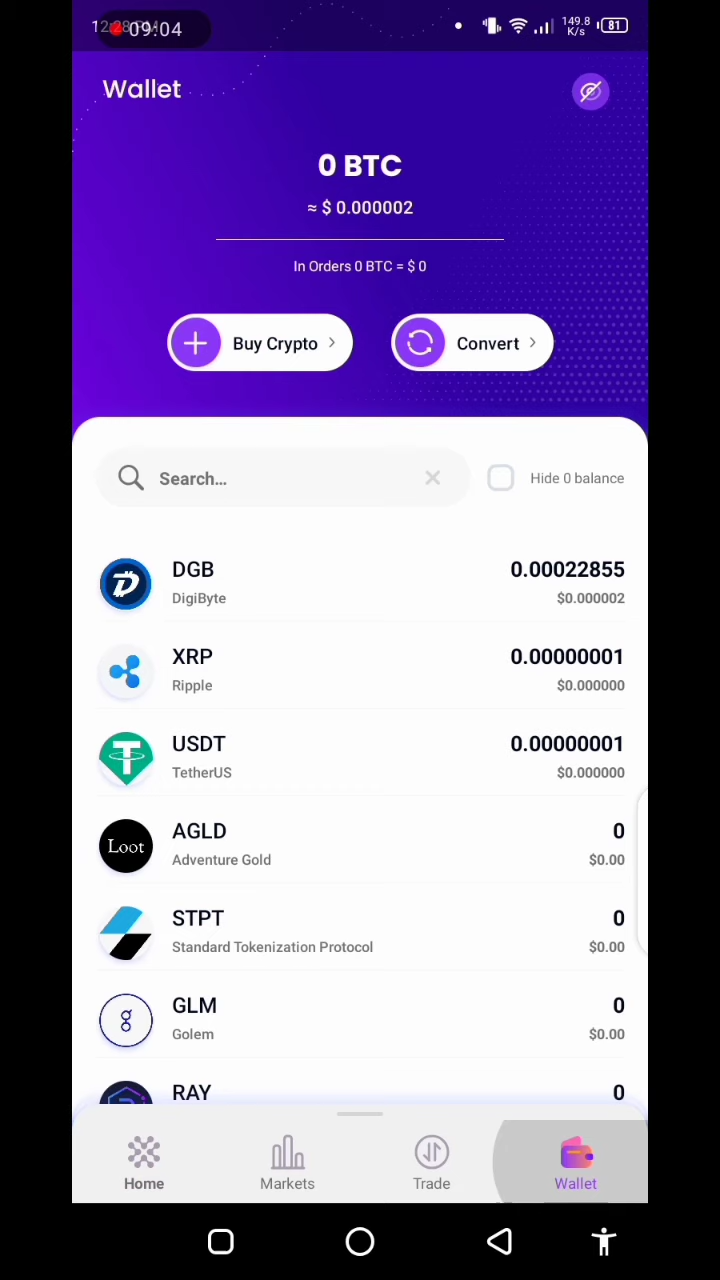 09:04
149.8
K/s
81
Wallet
0 BTC
≈ $ 0.000002
In Orders 0 BTC = $ 0
Buy Crypto
Convert
Search...
Hide 0 balance
DGB
0.00022855
DigiByte
$0.000002
XRP
0.00000001
Ripple
$0.000000
USDT
0.00000001
TetherUS
$0.000000
Loot
AGLD
0
Adventure Gold
$0.00
STPT
0
Standard Tokenization Protocol
$0.00
GLM
0
Golem
$0.00
RAY
0
Home
Markets
Trade
Wallet